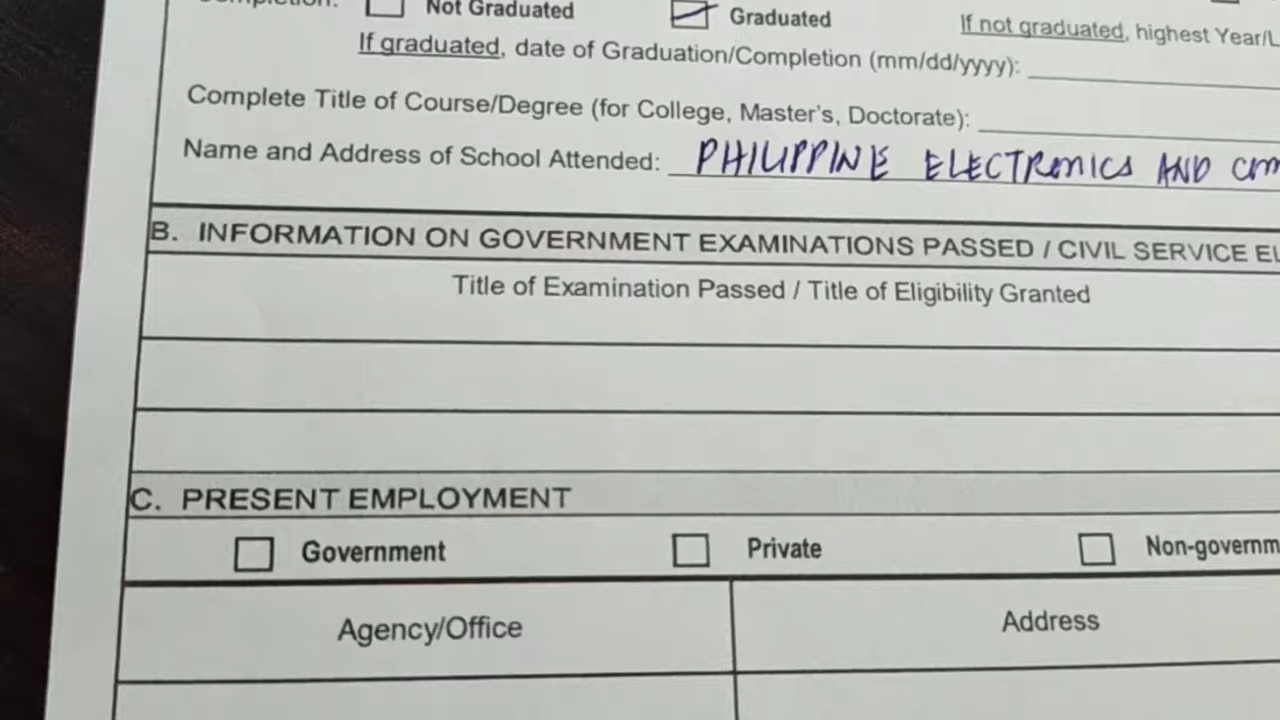 Not Graduated Graduated If not graduated, highest
If graduated, date of Graduation/Completion (mm/dd/yyyy):
Complete Title of Course/Degree (for College, Master's, Doctorate):
Name and Address of School Attended: PHILIPPINE ELECTRONICS AND
B. INFORMATION ON GOVERNMENT EXAMINATIONS PASSED / CIVIL SERVICE
Title of Examination Passed / Title of Eligibility Granted
C. PRESENT EMPLOYMENT
Government Private Non-governm
Agency/Office Address